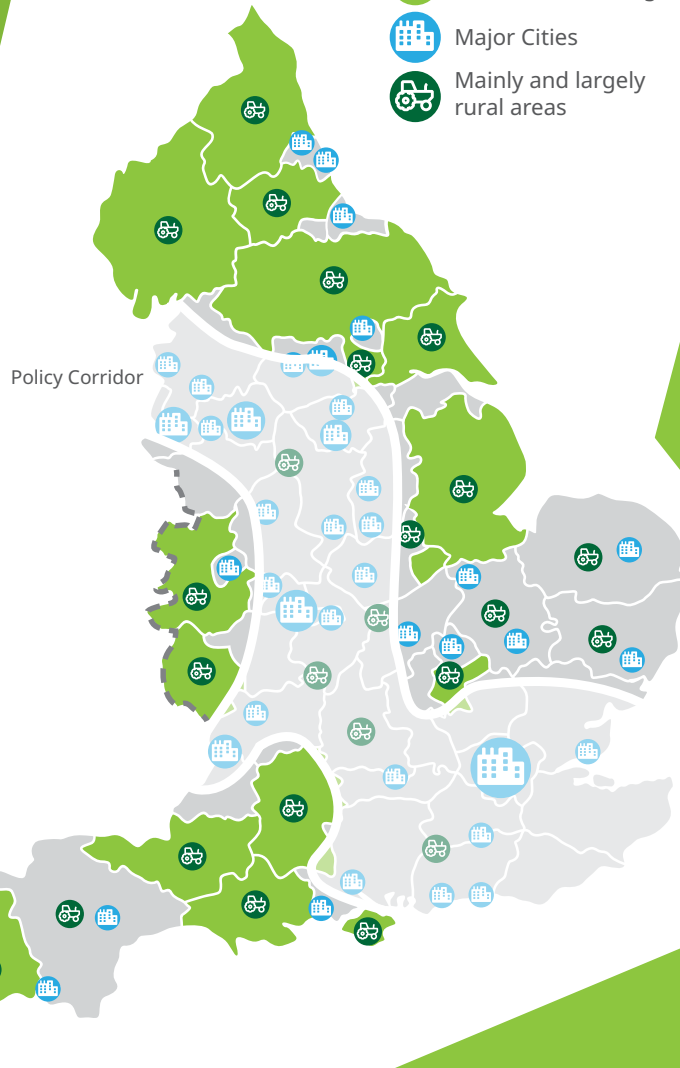 Major Cities
Mainly and largely
rural areas
Policy Corridor